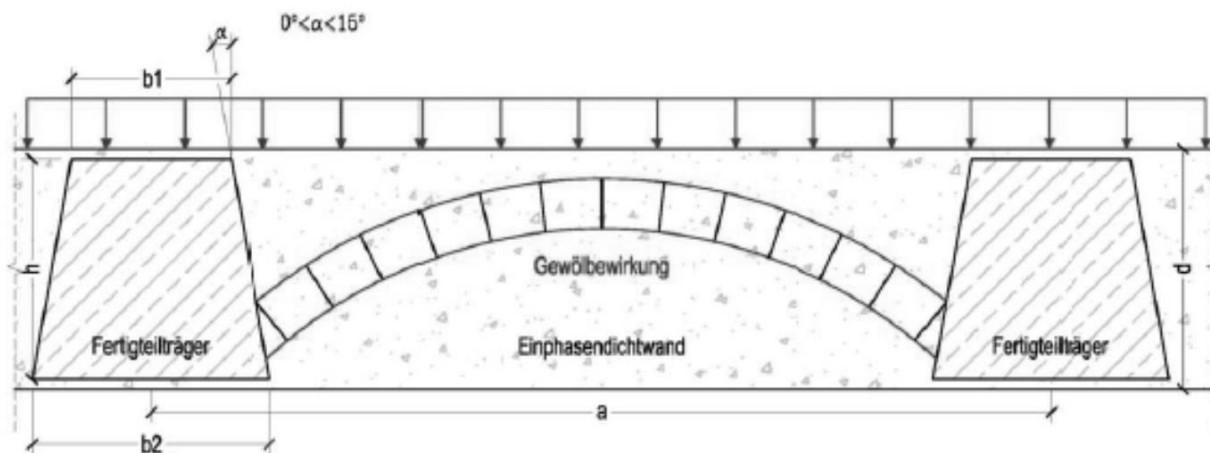 0°<α<15°
α
b1
h
d
Gewölbewirkung
Fertigteilträger
Einphasendichtwand
Fertigteilträger
a
b2